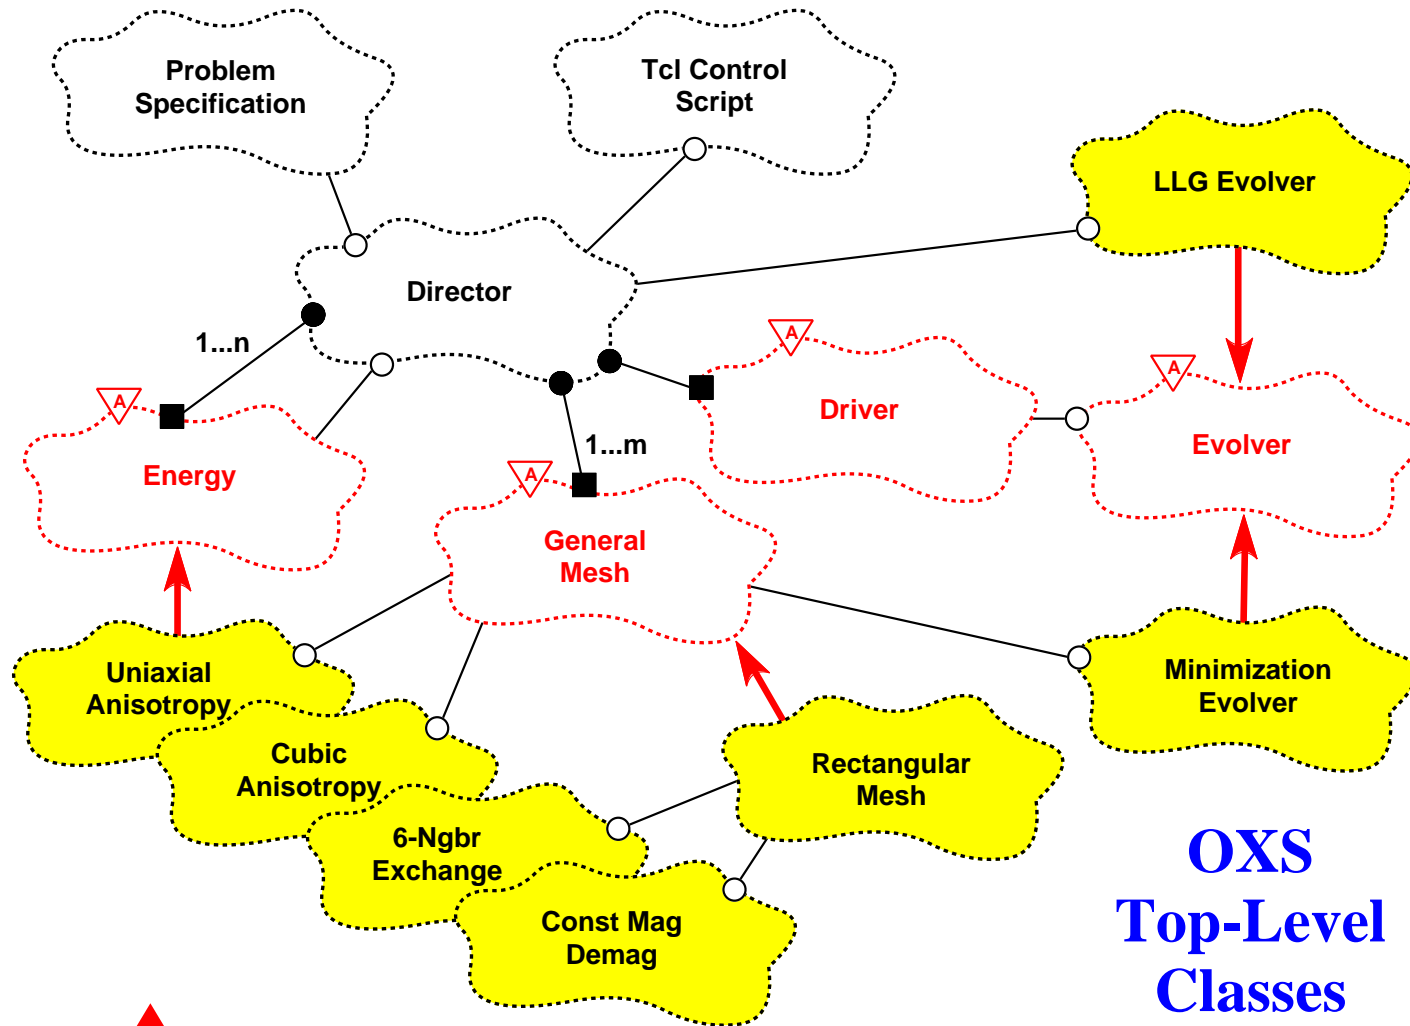 Problem
Specification
Tcl Control
Script
LLG Evolver
Director
1...n
A
A
A
Driver
Evolver
Energy
1...m
A
General
Mesh
Uniaxial
Anisotropy
Minimization
Evolver
Cubic
Anisotropy
Rectangular
Mesh
6-Ngbr
Exchange
Const Mag
Demag
OXS
Top-Level
Classes